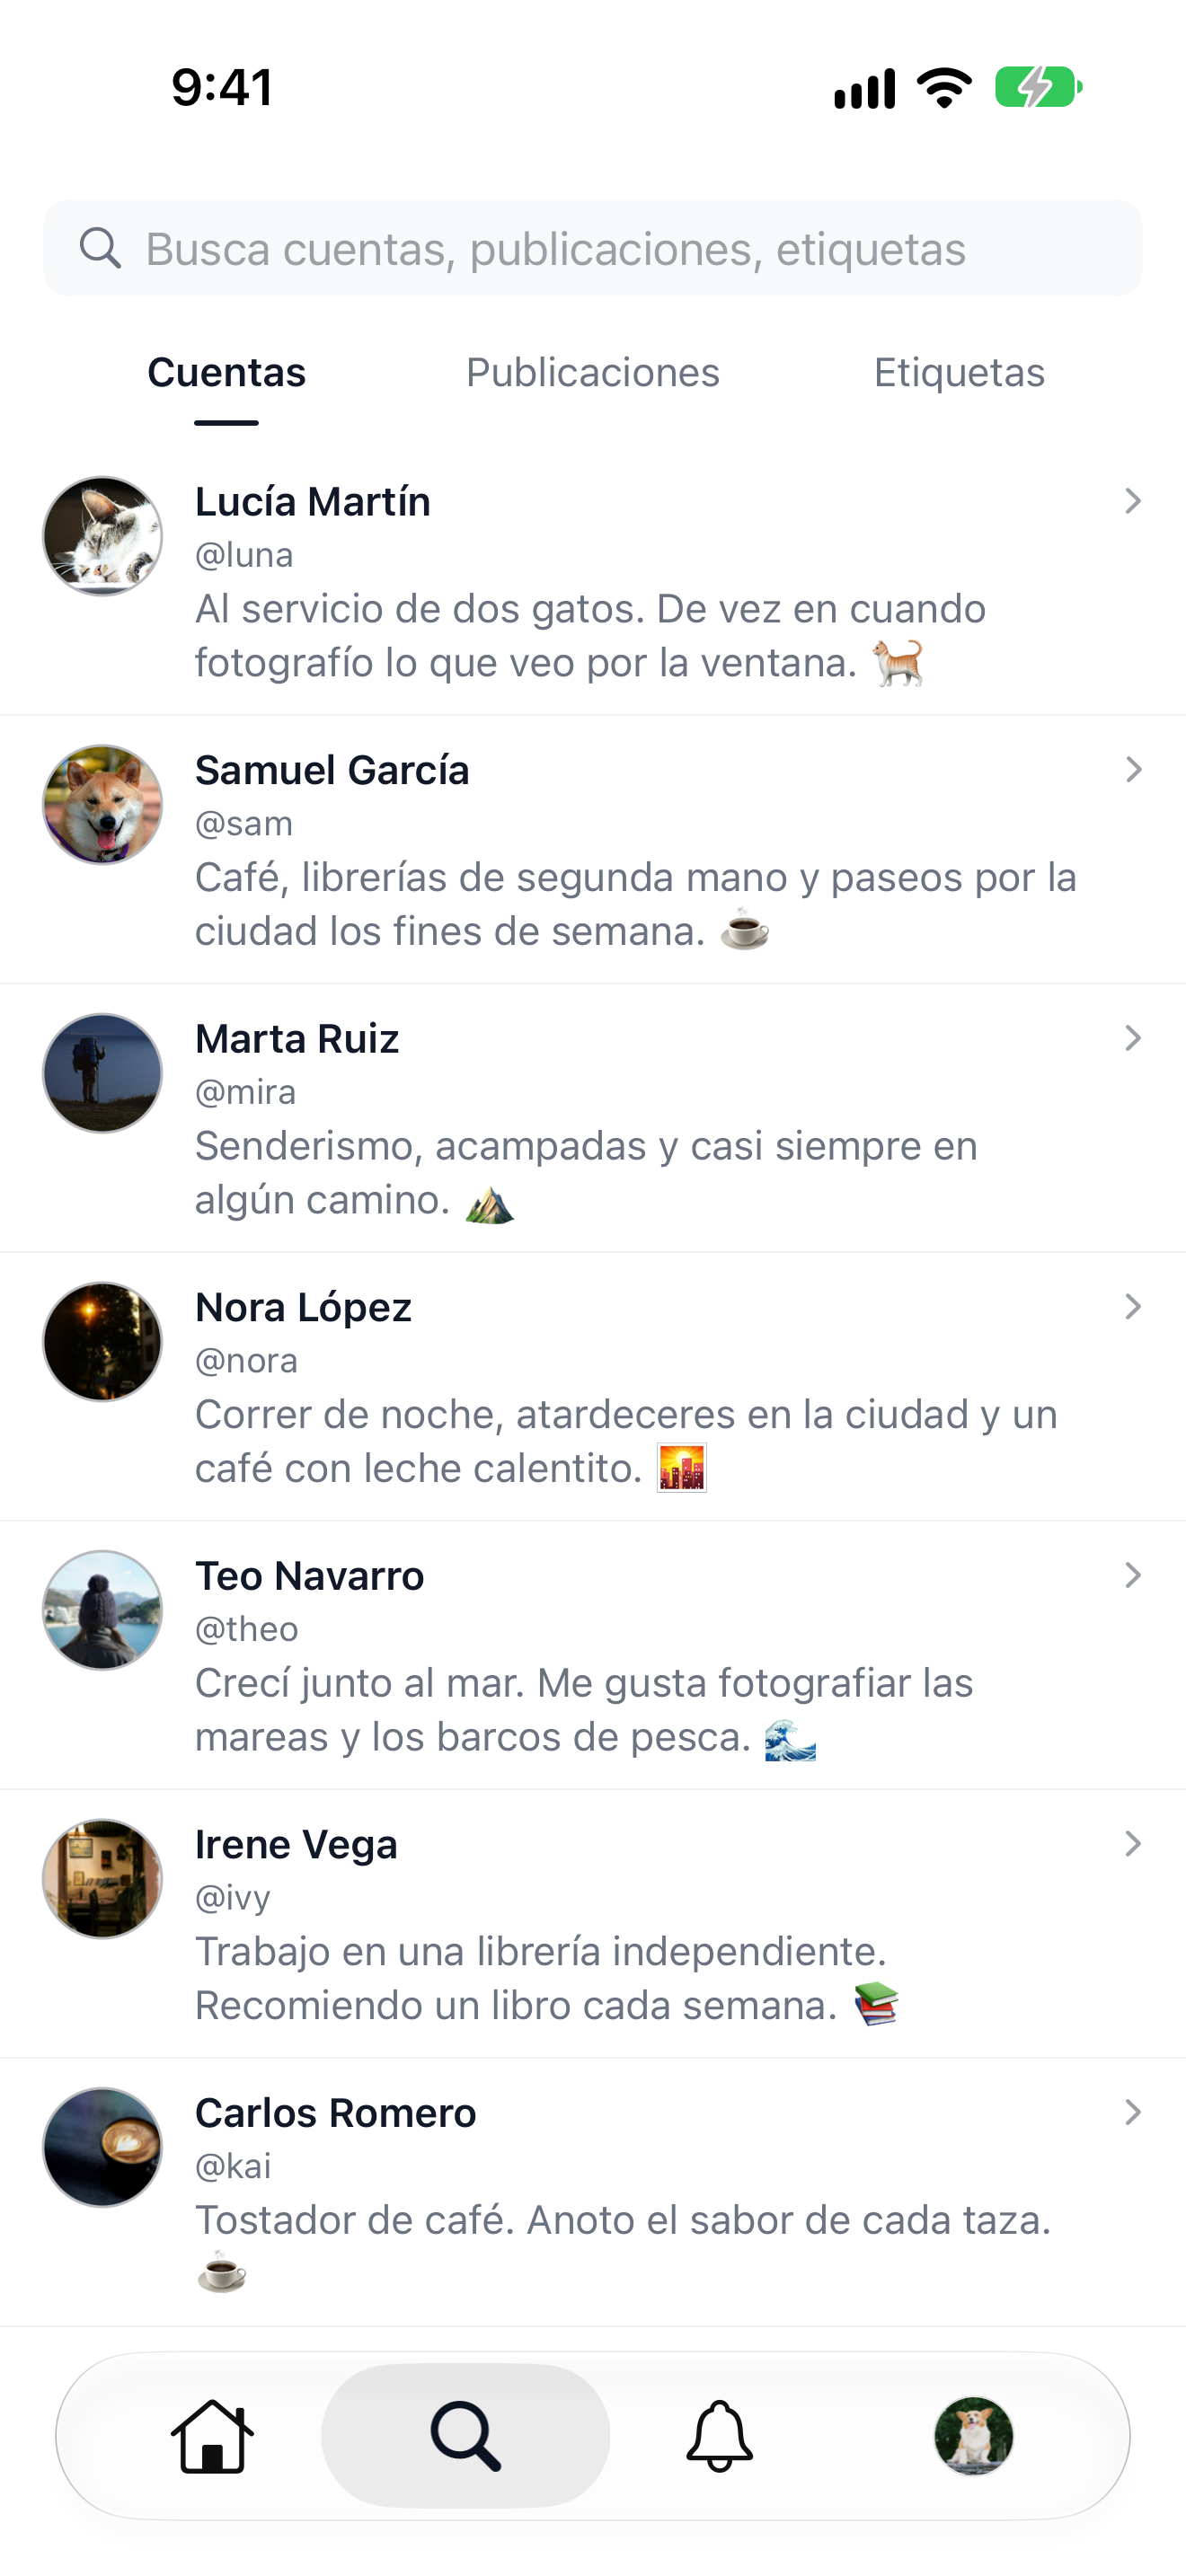 9:41
Busca cuentas, publicaciones, etiquetas
Cuentas
Publicaciones
Etiquetas
Lucía Martín
@luna
Al servicio de dos gatos. De vez en cuando
fotografío lo que veo por la ventana. 🐈
Samuel García
@sam
Café, librerías de segunda mano y paseos por la
ciudad los fines de semana. ☕
Marta Ruiz
@mira
Senderismo, acampadas y casi siempre en
algún camino. ⛰️
Nora López
@nora
Correr de noche, atardeceres en la ciudad y un
café con leche calentito. 🌇
Teo Navarro
@theo
Crecí junto al mar. Me gusta fotografiar las
mareas y los barcos de pesca. 🌊
Irene Vega
@ivy
Trabajo en una librería independiente.
Recomiendo un libro cada semana. 📚
Carlos Romero
@kai
Tostador de café. Anoto el sabor de cada taza.
☕